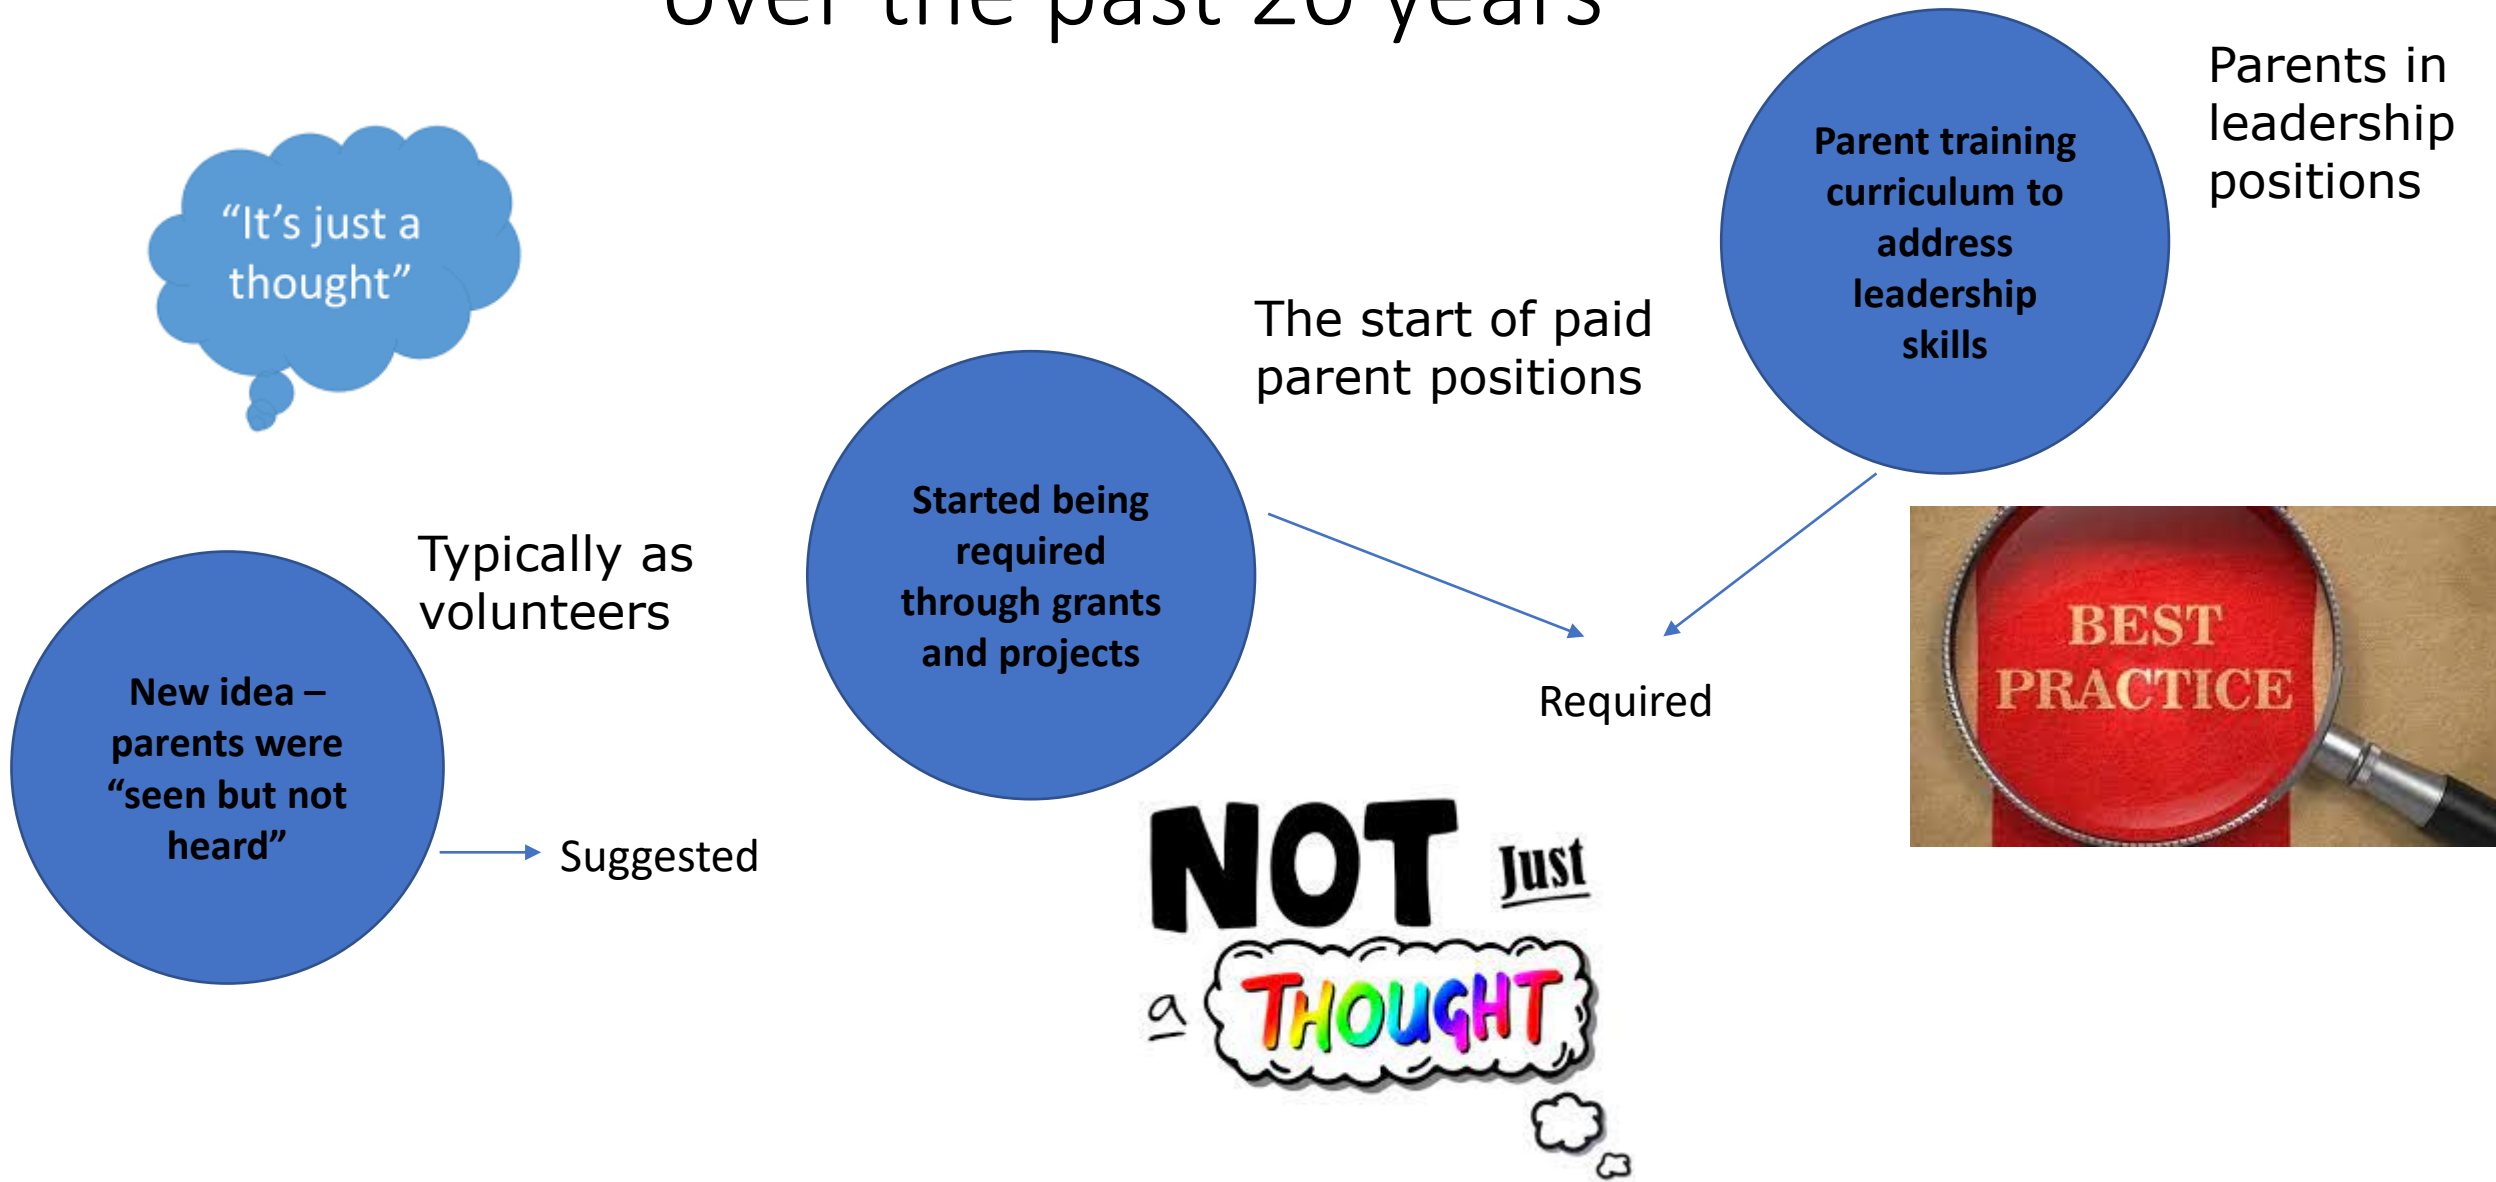 over the past 20 years
“It’s just a
thought”
New idea –
parents were
“seen but not
heard”
Typically as
volunteers
Suggested
Started being
required
through grants
and projects
The start of paid
parent positions
Required
NOT Just
a THOUGHT
Parent training
curriculum to
address
leadership
skills
Parents in
leadership
positions
BEST
PRACTICE